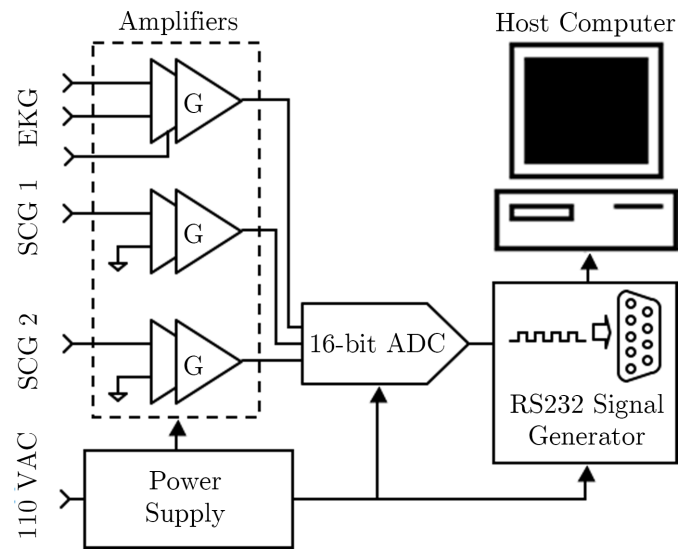 Amplifiers
Host Computer
EKG
G
SCG 1
G
SCG 2
G
16-bit ADC
RS232 Signal
Generator
110 VAC
Power
Supply